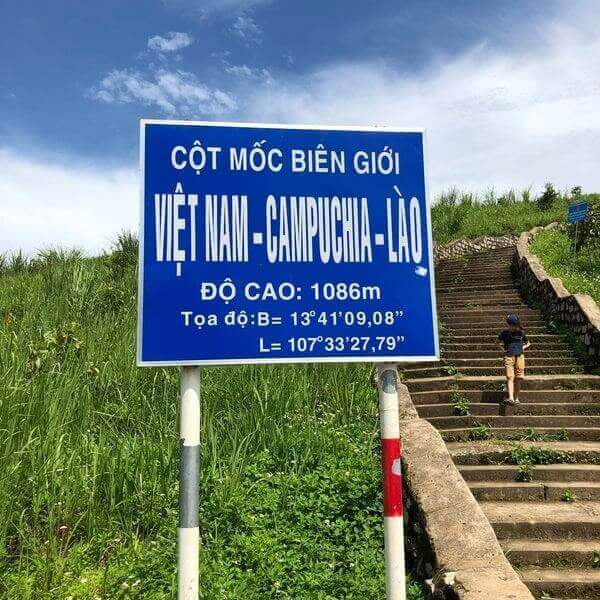 CỘT MỐC BIÊN GIỚI
VIỆT NAM - CAMPUCHIA - LÀO
ĐỘ CAO: 1086m
Tọa độ:B= 13°41'09,08"
L= 107°33'27,79"